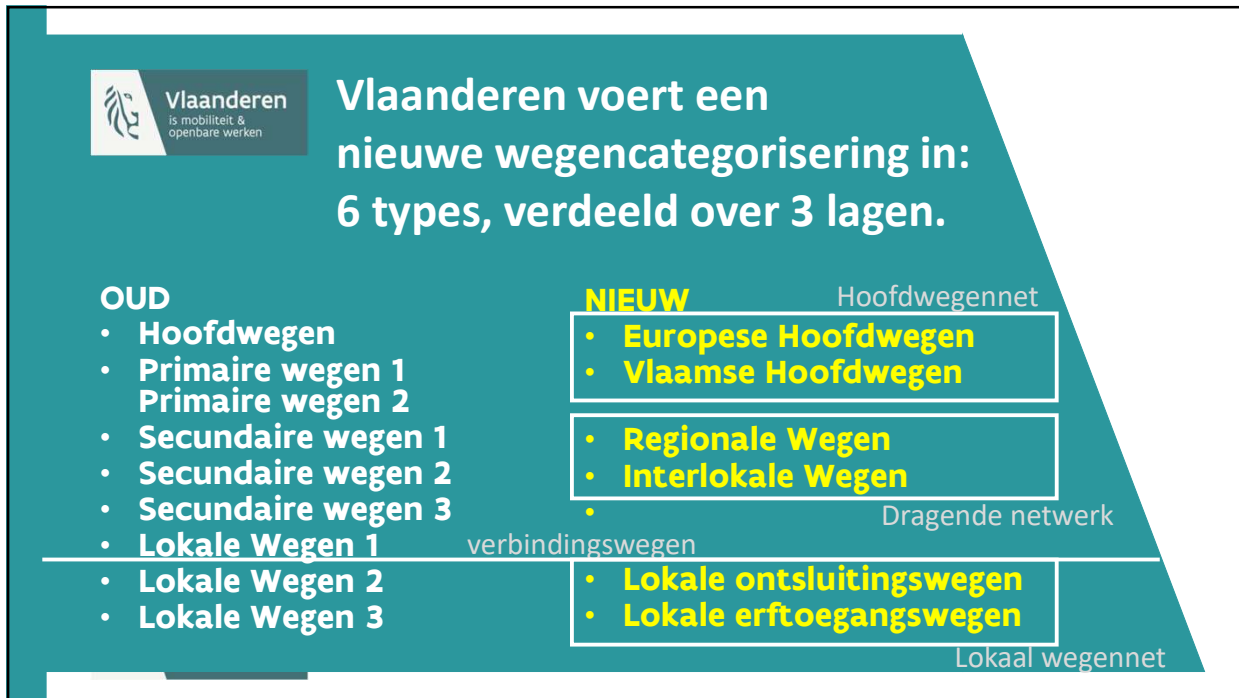 Vlaanderen
is mobiliteit &
openbare werken
Vlaanderen voert een
nieuwe wegencategorisering in:
6 types, verdeeld over 3 lagen.
OUD
• Hoofdwegen
• Primaire wegen 1
Primaire wegen 2
• Secundaire wegen 1
• Secundaire wegen 2
• Secundaire wegen 3
• Lokale Wegen 1
verbindingswegen
• Lokale Wegen 2
• Lokale Wegen 3
NIEUW
Hoofdwegennet
• Europese Hoofdwegen
• Vlaamse Hoofdwegen
• Regionale Wegen
• Interlokale Wegen
•
Dragende netwerk
• Lokale ontsluitingswegen
• Lokale erftoegangswegen
Lokaal wegennet